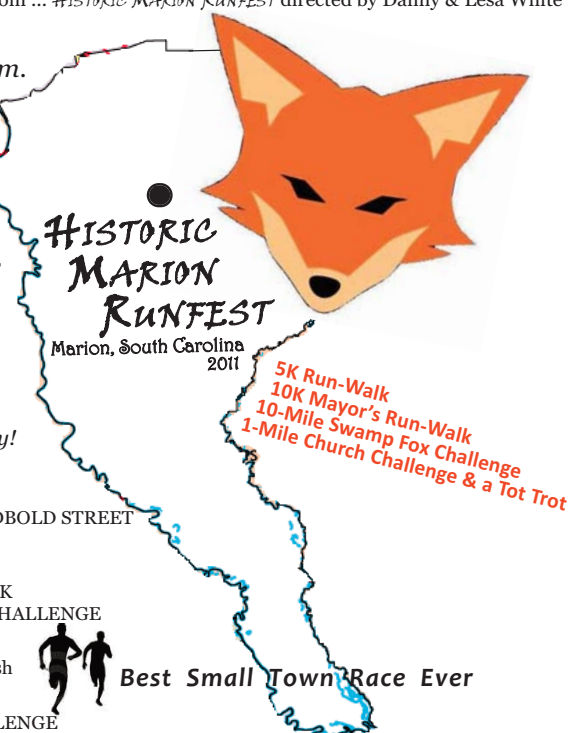 HISTORIC MARION RUNFEST directed by Danny & Lesa White
m.
HISTORIC
MARION
RUNFEST
Marion, South Carolina
2011
5K Run-Walk
10K Mayor's Run-Walk
10-Mile Swamp Fox Challenge
1-Mile Church Challenge & a Tot Trot
y!
OBOLD STREET
K
HALLENGE
sh
Best Small Town Race Ever
LENGE